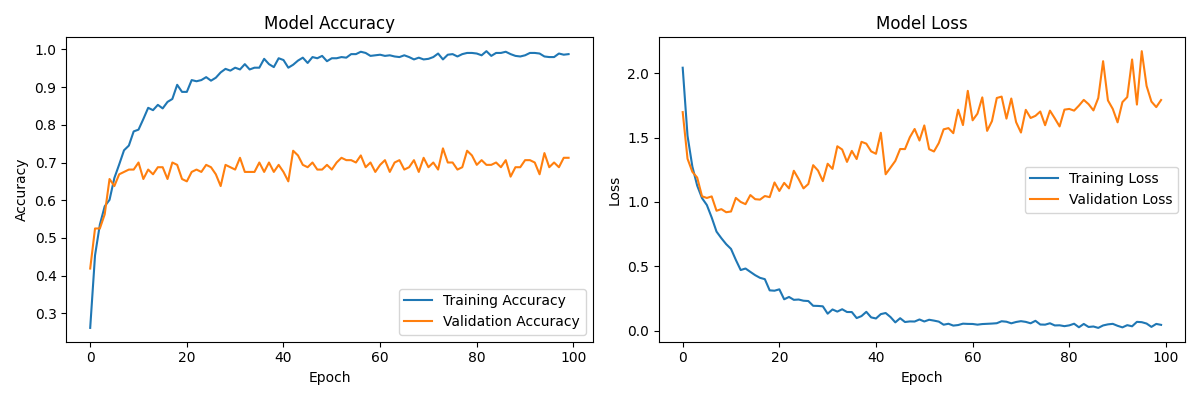 Model Accuracy
Accuracy
1.0
0.9
0.8
0.7
0.6
0.5
0.4
0.3
Training Accuracy
Validation Accuracy
0 20 40 60 80 100
Epoch
Model Loss
Loss
2.0
1.5
1.0
0.5
0.0
Training Loss
Validation Loss
0 20 40 60 80 100
Epoch